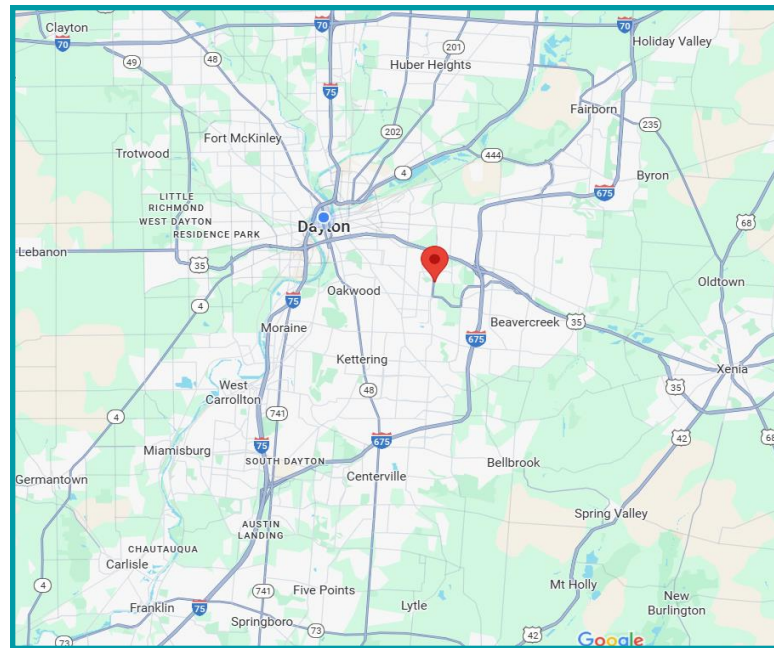 Clayton
70
70
70
Holiday Valley
201
49
48
Huber Heights
75
Fairborn
202
235
Fort McKinley
444
4
Trotwood
Byron
675
LITTLE
RICHMOND
WEST DAYTON
RESIDENCE PARK
Dayton
68
Lebanon
35
Oldtown
Oakwood
75
4
Beavercreek
35
Moraine
675
Kettering
Xenia
West
Carrollton
48
35
741
4
42
675
68
75
Miamisburg
SOUTH DAYTON
Bellbrook
Germantown
Centerville
Spring Valley
AUSTIN
LANDING
CHAUTAUQUA
Carlisle
4
Mt Holly
741
Five Points
New
Burlington
Franklin
75
Lytle
Springboro
73
73
42
Google